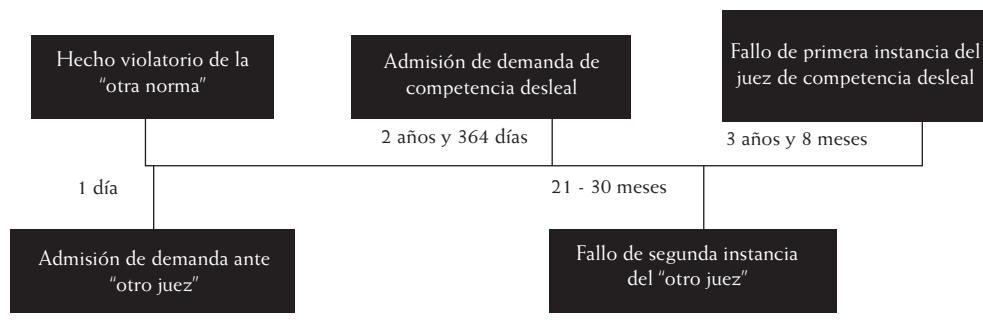 Hecho violatorio de la
“otra norma”
Admisión de demanda de
competencia desleal
Fallo de primera instancia del
juez de competencia desleal
2 años y 364 días
3 años y 8 meses
1 día
21 - 30 meses
Admisión de demanda ante
“otro juez”
Fallo de segunda instancia
del “otro juez”